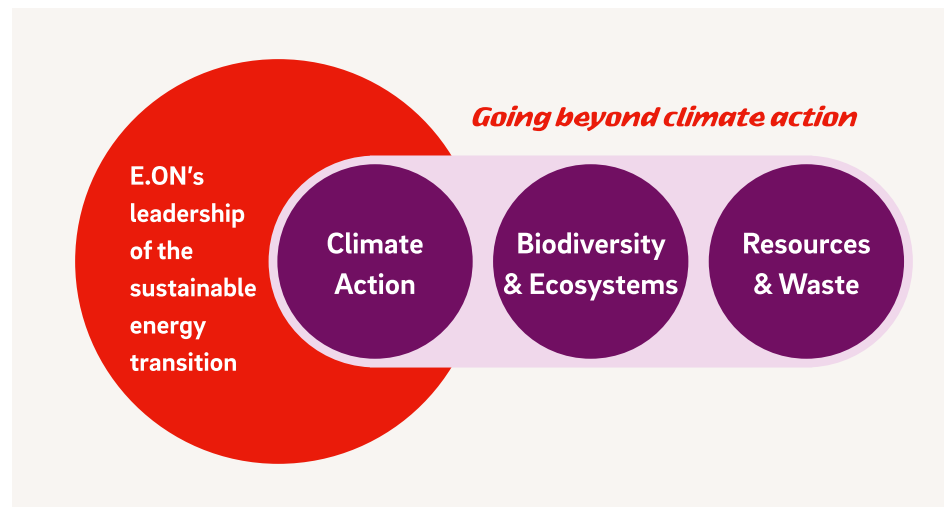 Going beyond climate action
E.ON's
leadership
of the
sustainable
energy
transition
Climate
Action
Biodiversity
& Ecosystems
Resources
& Waste